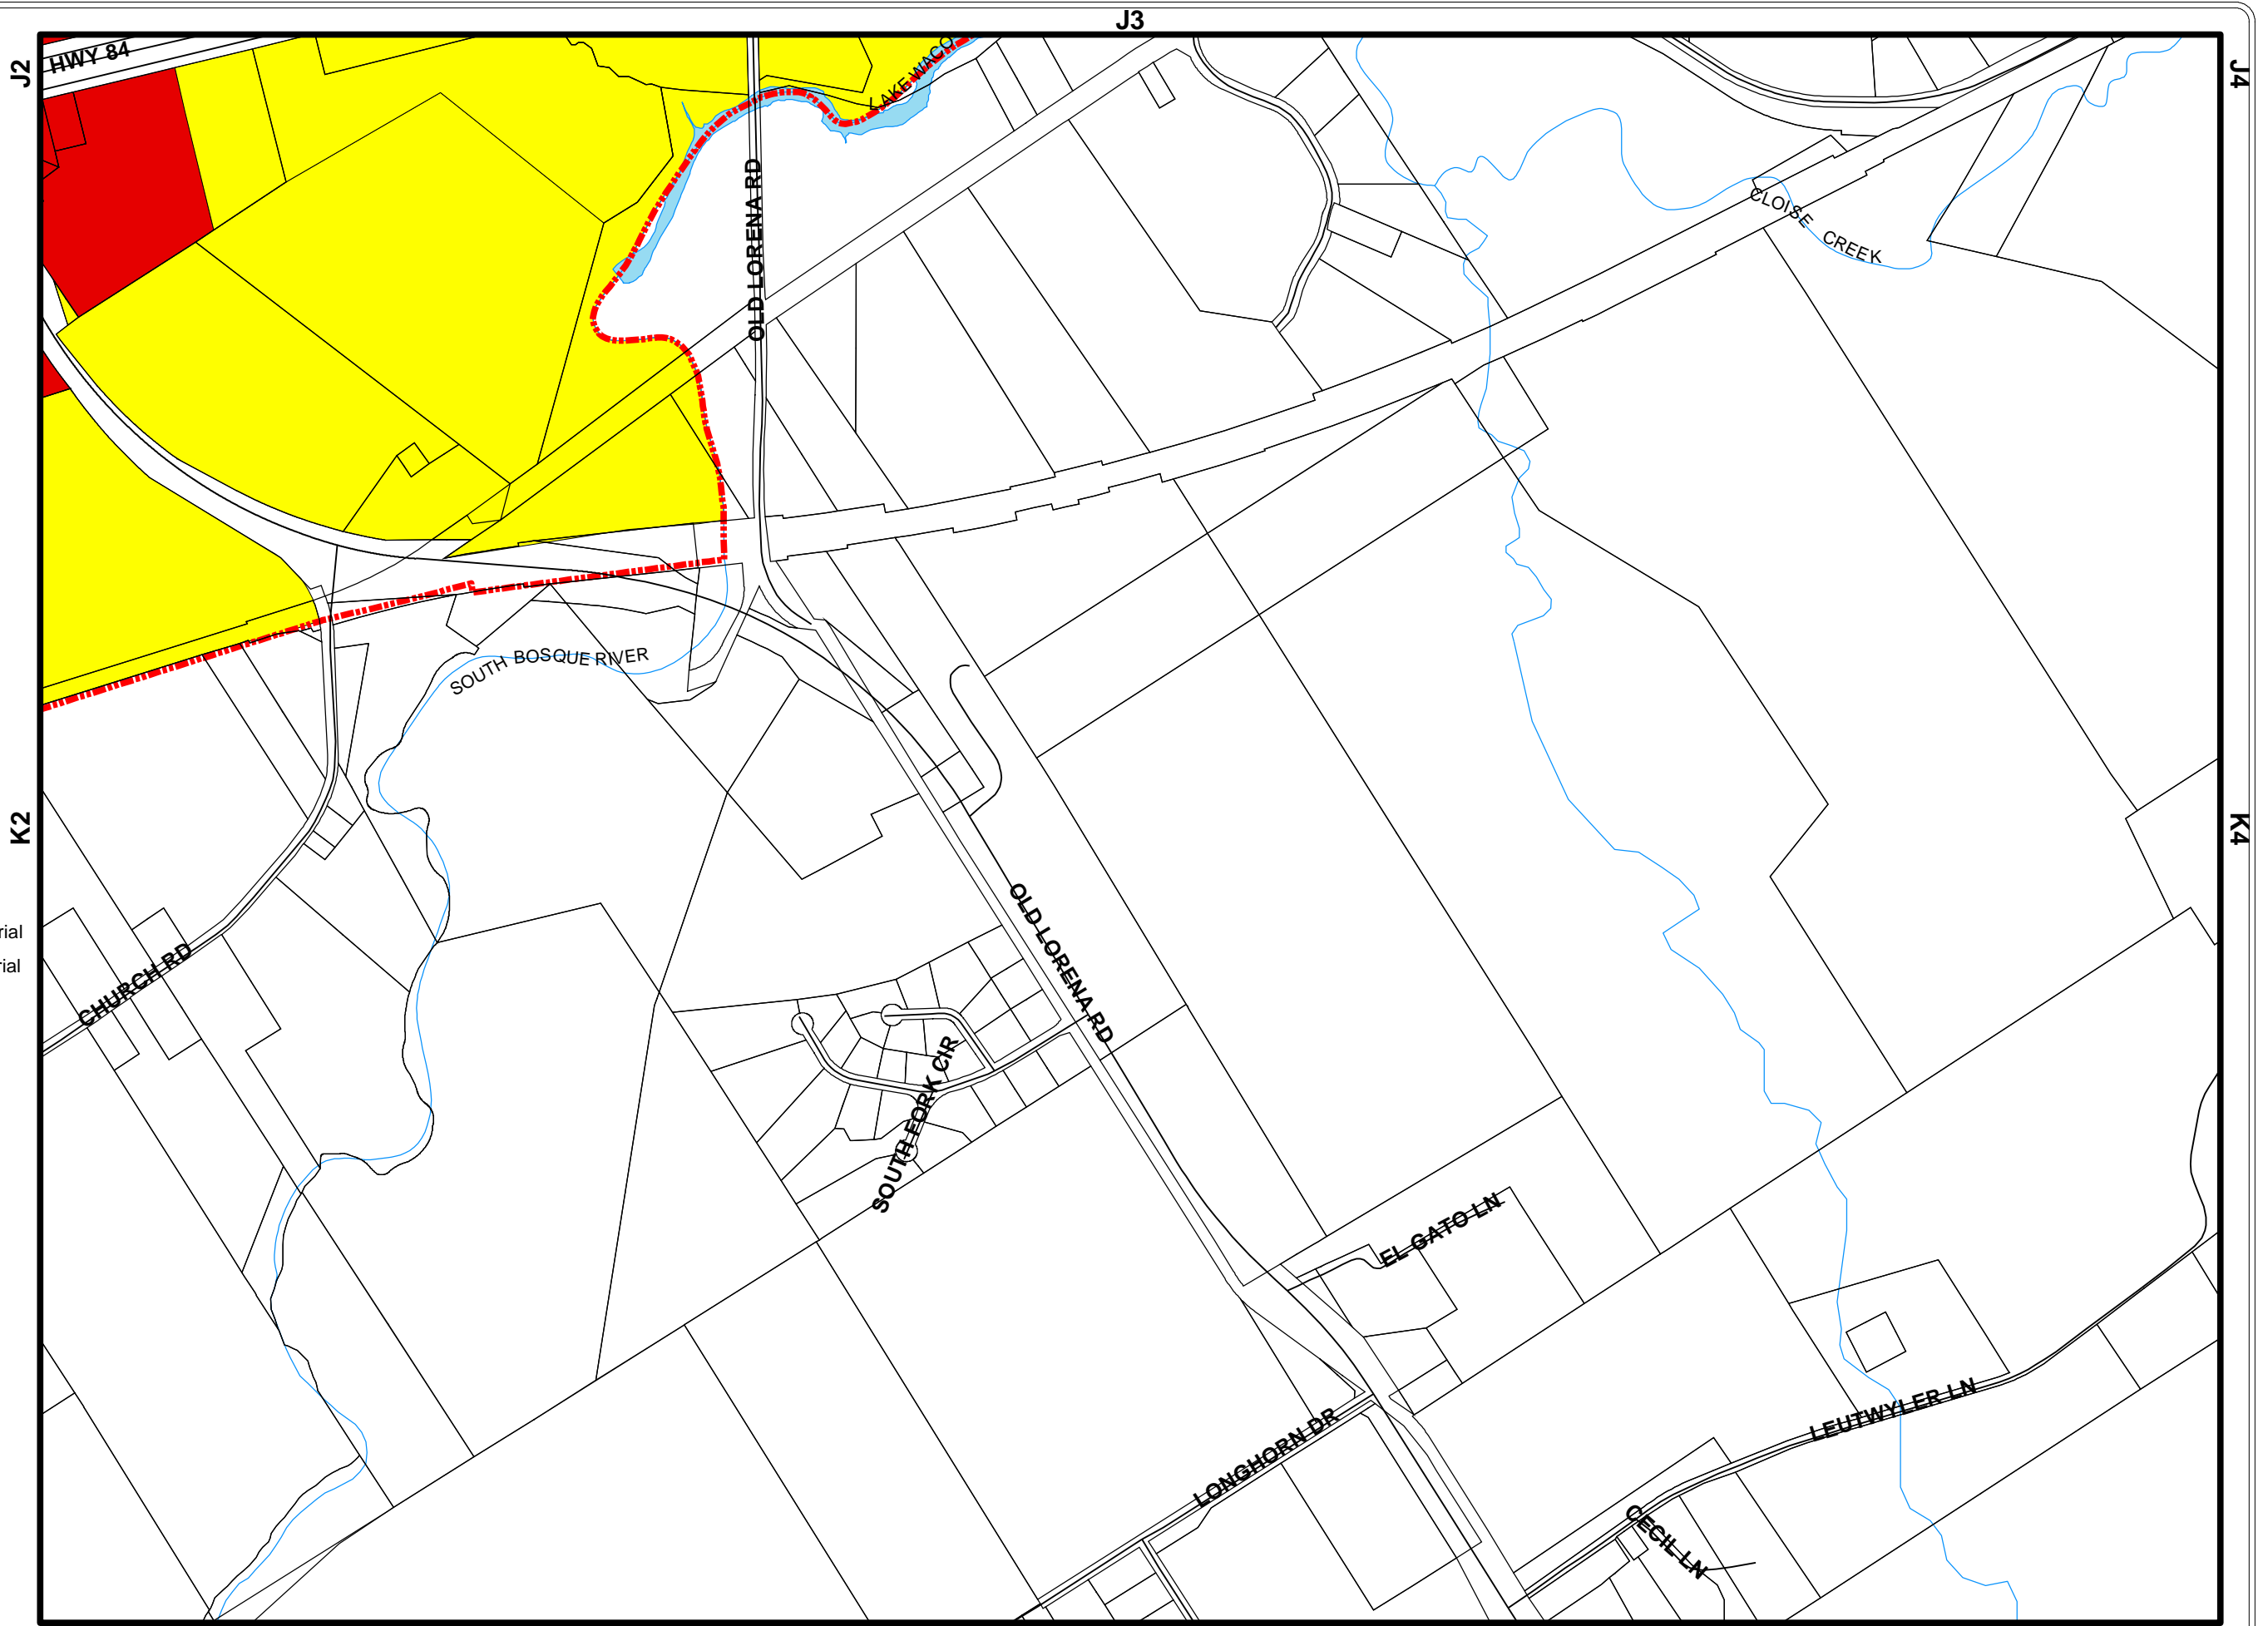 J3
J2
HWY 84
LAKE WACO
J4
OLD LORENA RD
CLOISE CREEK
SOUTH BOSQUE RIVER
K2
K4
rial
rial
CHURCH RD
OLD LORENA RD
SOUTH FORK CIR
EL GATO LN
LEUTWYLER LN
LONGHORN DR
CECIL LN